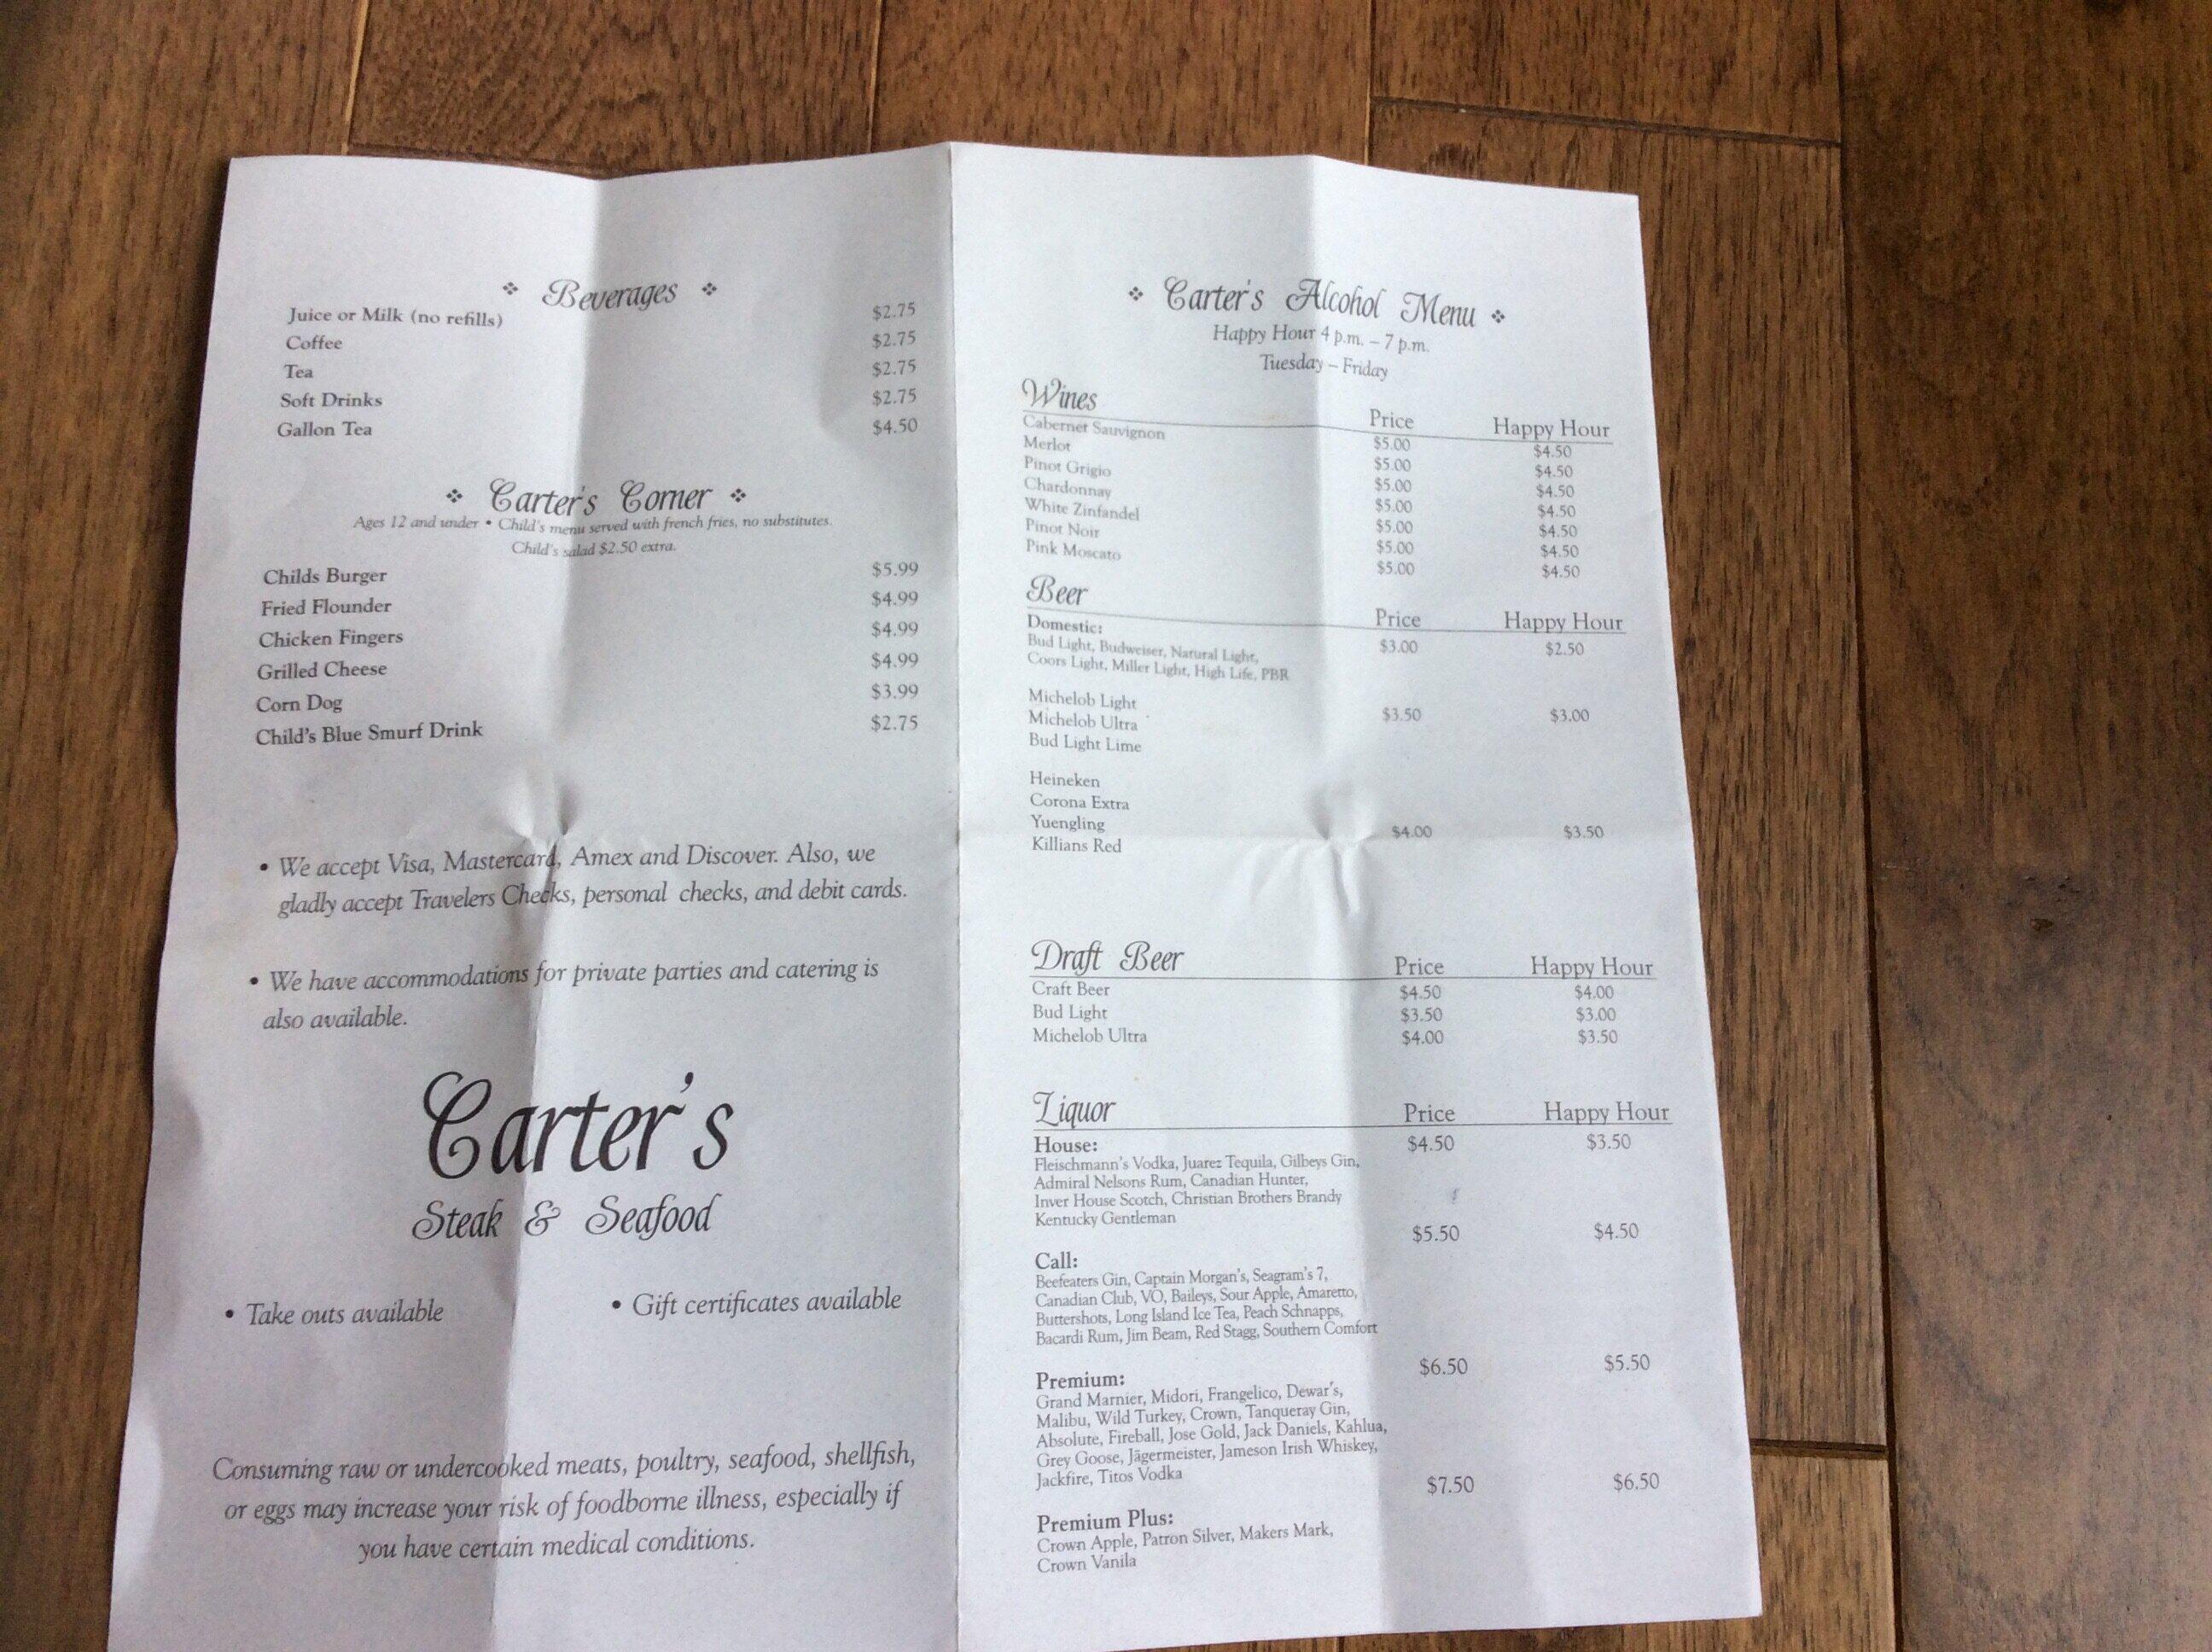 ❖ Beverages ❖
Juice or Milk (no refills) $2.75
Coffee $2.75
Tea $2.75
Soft Drinks $2.75
Gallon Tea $4.50
❖ Carter's Corner ❖
Ages 12 and under • Child's menu served with french fries, no substitutes.
Child's salad $2.50 extra.
Childs Burger $5.99
Fried Flounder $4.99
Chicken Fingers $4.99
Grilled Cheese $4.99
Corn Dog $3.99
Child's Blue Smurf Drink $2.75
• We accept Visa, Mastercard, Amex and Discover. Also, we
gladly accept Travelers Checks, personal checks, and debit cards.
• We have accommodations for private parties and catering is
also available.
Carter's
Steak & Seafood
• Take outs available • Gift certificates available
Consuming raw or undercooked meats, poultry, seafood, shellfish,
or eggs may increase your risk of foodborne illness, especially if
you have certain medical conditions.
❖ Carter's Alcohol Menu ❖
Happy Hour 4 p.m. – 7 p.m.
Tuesday – Friday
Wines Price Happy Hour
Cabernet Sauvignon $5.00 $4.50
Merlot $5.00 $4.50
Pinot Grigio $5.00 $4.50
Chardonnay $5.00 $4.50
White Zinfandel $5.00 $4.50
Pinot Noir $5.00 $4.50
Pink Moscato $5.00 $4.50
Beer Price Happy Hour
Domestic: $3.00 $2.50
Bud Light, Budweiser, Natural Light,
Coors Light, Miller Light, High Life, PBR
Michelob Light
Michelob Ultra $3.50 $3.00
Bud Light Lime
Heineken
Corona Extra
Yuengling $4.00 $3.50
Killians Red
Draft Beer Price Happy Hour
Craft Beer $4.50 $4.00
Bud Light $3.50 $3.00
Michelob Ultra $4.00 $3.50
Liquor Price Happy Hour
House: $4.50 $3.50
Fleischmann's Vodka, Juarez Tequila, Gilbeys Gin,
Admiral Nelsons Rum, Canadian Hunter,
Inver House Scotch, Christian Brothers Brandy
Kentucky Gentleman
$5.50 $4.50
Call:
Beefeaters Gin, Captain Morgan's, Seagram's 7,
Canadian Club, VO, Baileys, Sour Apple, Amaretto,
Buttershots, Long Island Ice Tea, Peach Schnapps,
Bacardi Rum, Jim Beam, Red Stagg, Southern Comfort
$6.50 $5.50
Premium:
Grand Marnier, Midori, Frangelico, Dewar's,
Malibu, Wild Turkey, Crown, Tanqueray Gin,
Absolute, Fireball, Jose Gold, Jack Daniels, Kahlua,
Grey Goose, Jägermeister, Jameson Irish Whiskey,
Jackfire, Titos Vodka
$7.50 $6.50
Premium Plus:
Crown Apple, Patron Silver, Makers Mark,
Crown Vanila